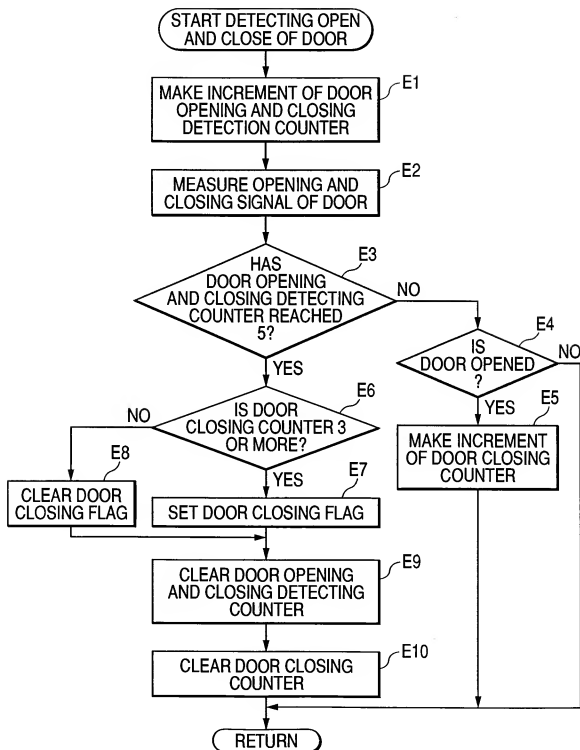 START DETECTING OPEN
AND CLOSE OF DOOR
E1
MAKE INCREMENT OF DOOR
OPENING AND CLOSING
DETECTION COUNTER
E2
MEASURE OPENING AND
CLOSING SIGNAL OF DOOR
E3
HAS
DOOR OPENING
AND CLOSING DETECTING
COUNTER REACHED
5?
NO
YES
E4
IS
DOOR OPENED
?
NO
YES
E5
MAKE INCREMENT
OF DOOR CLOSING
COUNTER
E6
IS DOOR
CLOSING COUNTER 3
OR MORE?
NO
YES
E8
CLEAR DOOR
CLOSING FLAG
E7
SET DOOR CLOSING FLAG
E9
CLEAR DOOR OPENING
AND CLOSING DETECTING
COUNTER
E10
CLEAR DOOR CLOSING
COUNTER
RETURN